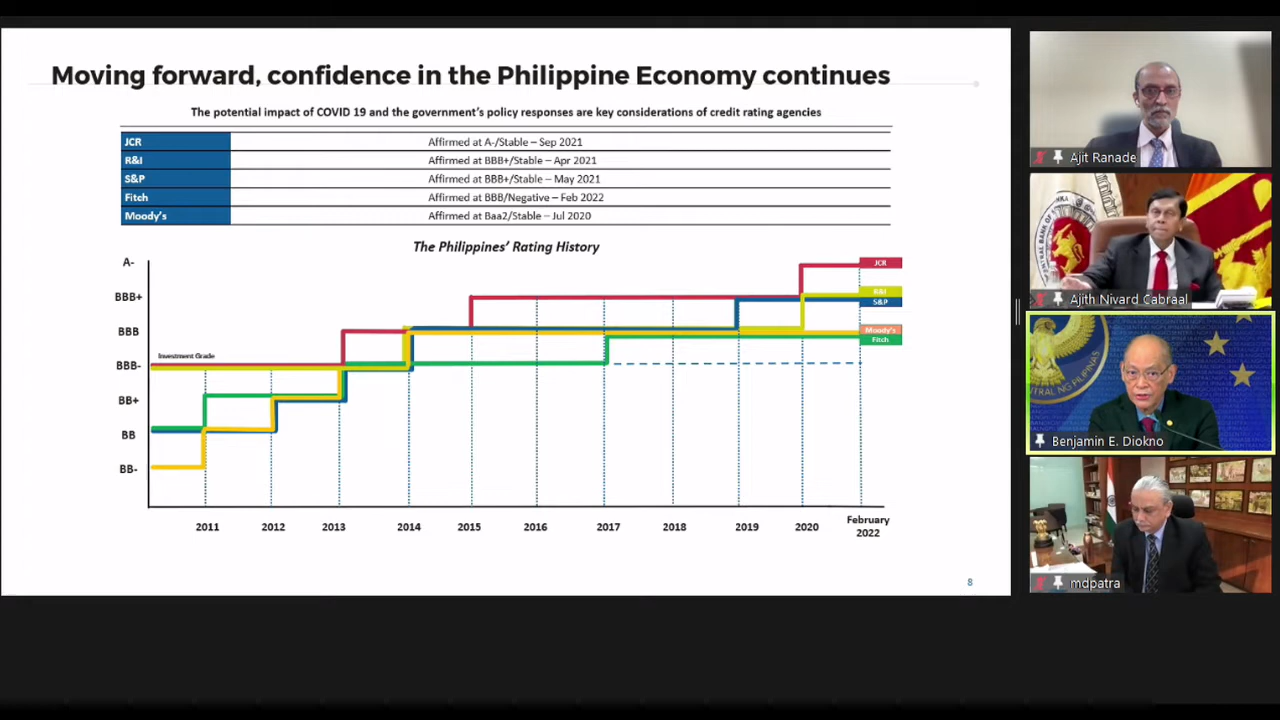 Moving forward, confidence in the Philippine Economy continues
The potential impact of COVID 19 and the government's policy responses are key considerations of credit rating agencies
JCR Affirmed at A-/Stable – Sep 2021
R&I Affirmed at BBB+/Stable – Apr 2021
S&P Affirmed at BBB+/Stable – May 2021
Fitch Affirmed at BBB/Negative – Feb 2022
Moody's Affirmed at Baa2/Stable – Jul 2020
The Philippines' Rating History
A-
BBB+
BBB
BBB-
BB+
BB
BB-
Investment Grade
JCR
R&I
S&P
Moody's
Fitch
2011 2012 2013 2014 2015 2016 2017 2018 2019 2020 February 2022
8
Ajit Ranade
Ajith Nivard Cabraal
Benjamin E. Diokno
mdpatra